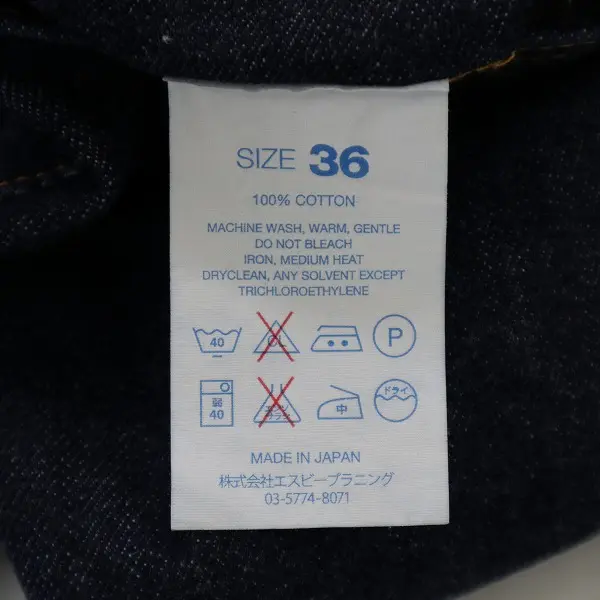 SIZE 36
100% COTTON
MACHINE WASH, WARM, GENTLE
DO NOT BLEACH
IRON, MEDIUM HEAT
DRYCLEAN, ANY SOLVENT EXCEPT
TRICHLOROETHYLENE
40 CL P
弱 中 ドライ
40
MADE IN JAPAN
株式会社エスビープラニング
03-5774-8071